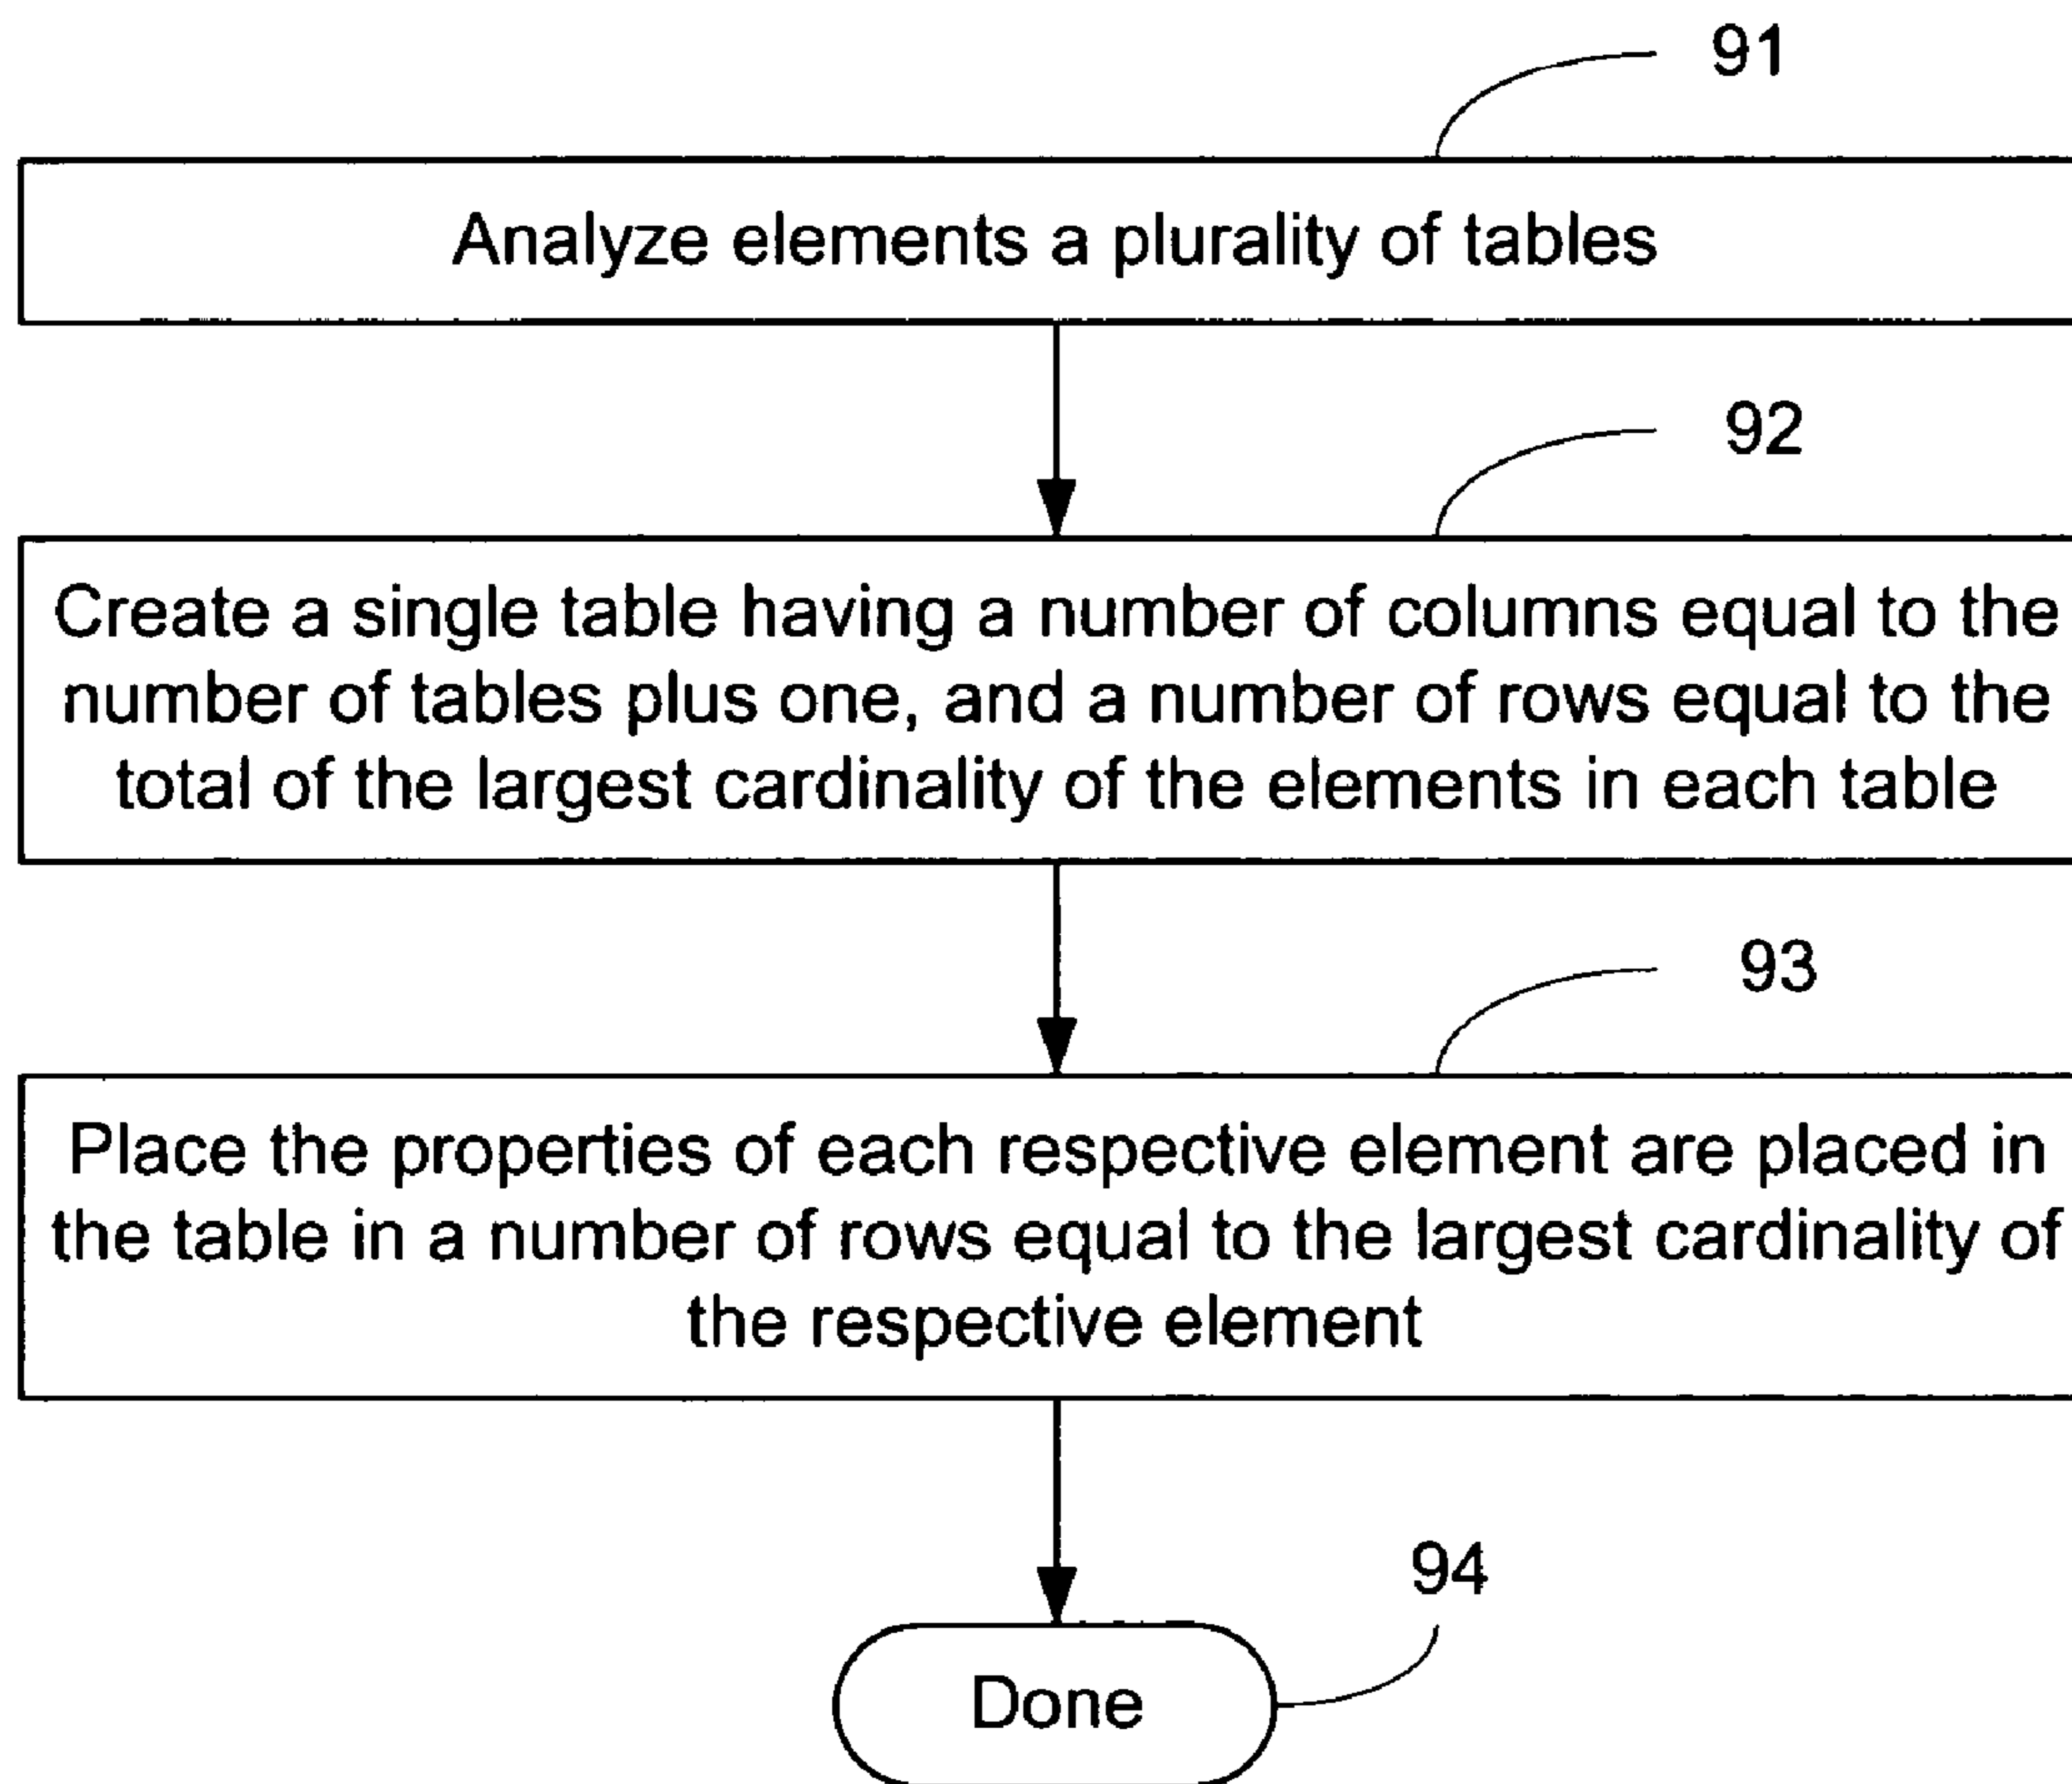 91
Analyze elements a plurality of tables
92
Create a single table having a number of columns equal to the
number of tables plus one, and a number of rows equal to the
total of the largest cardinality of the elements in each table
93
Place the properties of each respective element are placed in
the table in a number of rows equal to the largest cardinality of
the respective element
94
Done